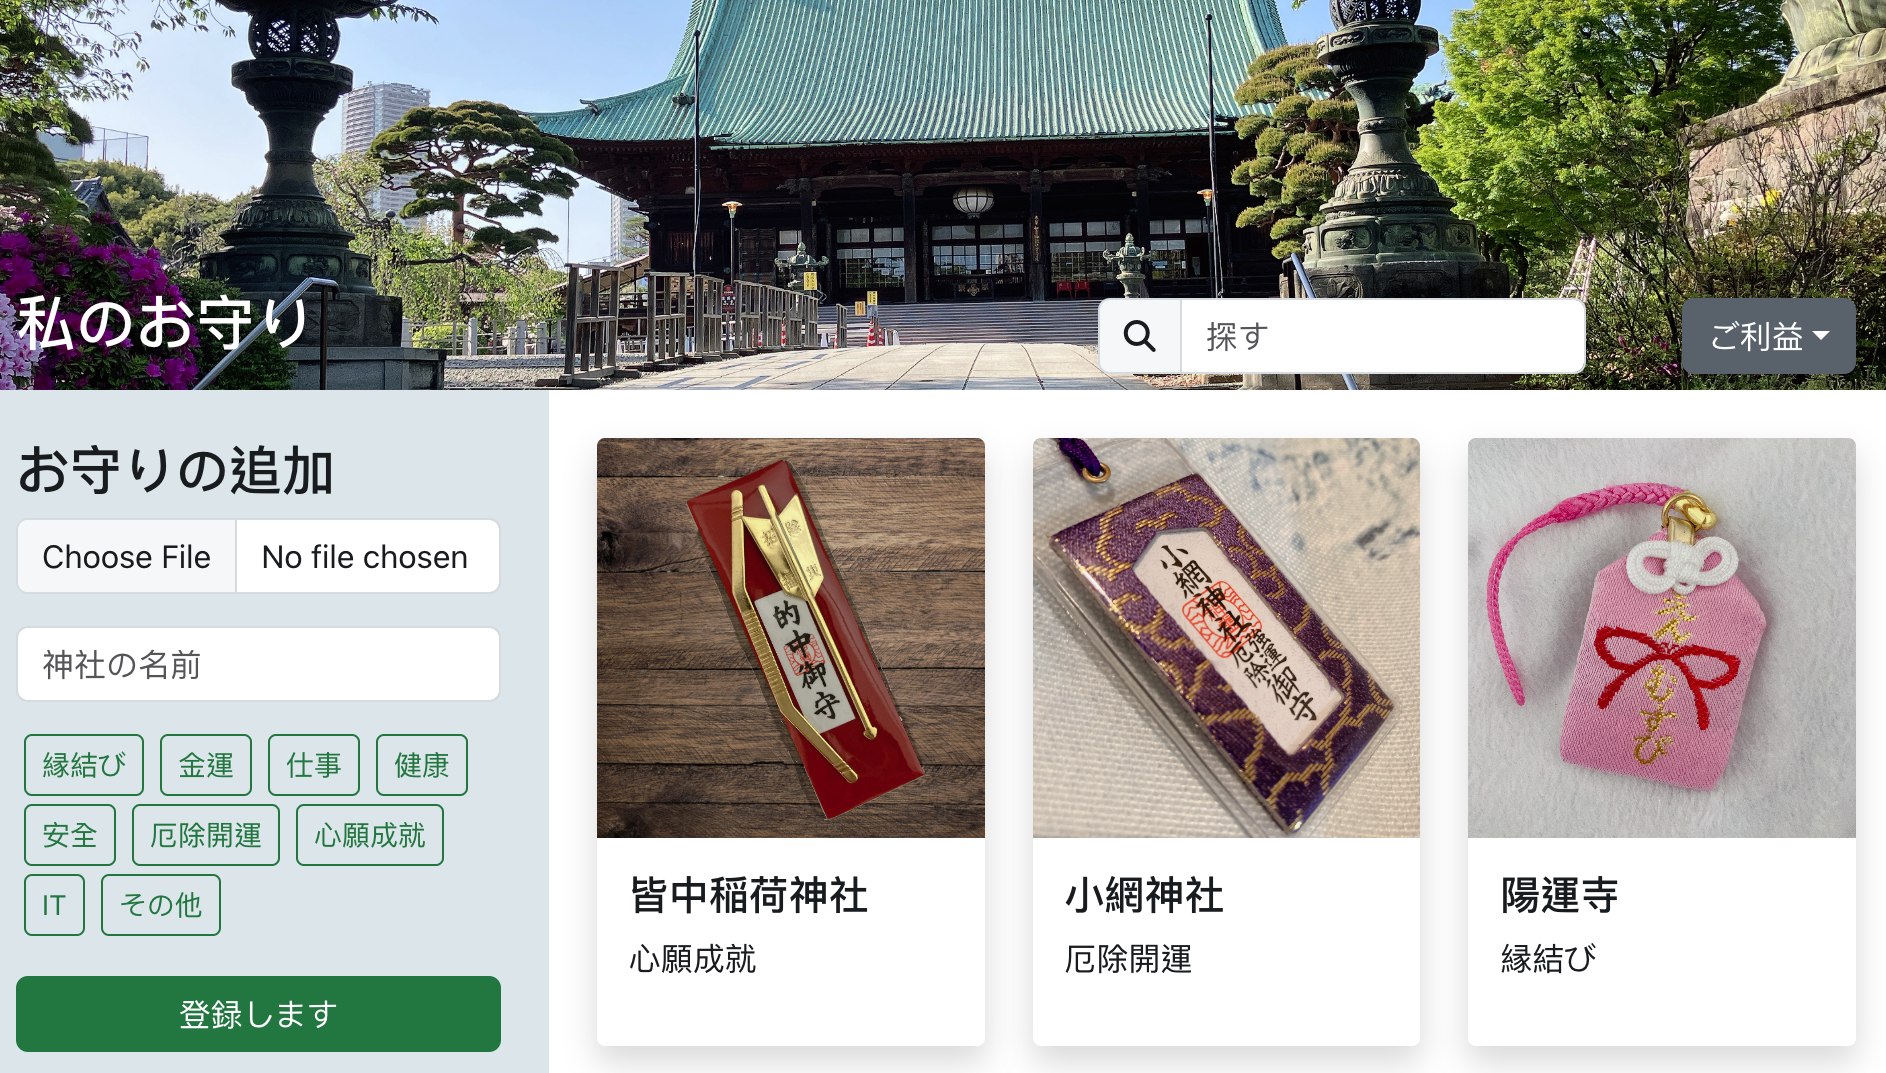 私のお守り
探す
ご利益
お守りの追加
Choose File
No file chosen
神社の名前
縁結び
金運
仕事
健康
安全
厄除開運
心願成就
IT
その他
登録します
的中御守
小網神社
強運
厄除
御守
えんむすび
皆中稲荷神社
心願成就
小網神社
厄除開運
陽運寺
縁結び